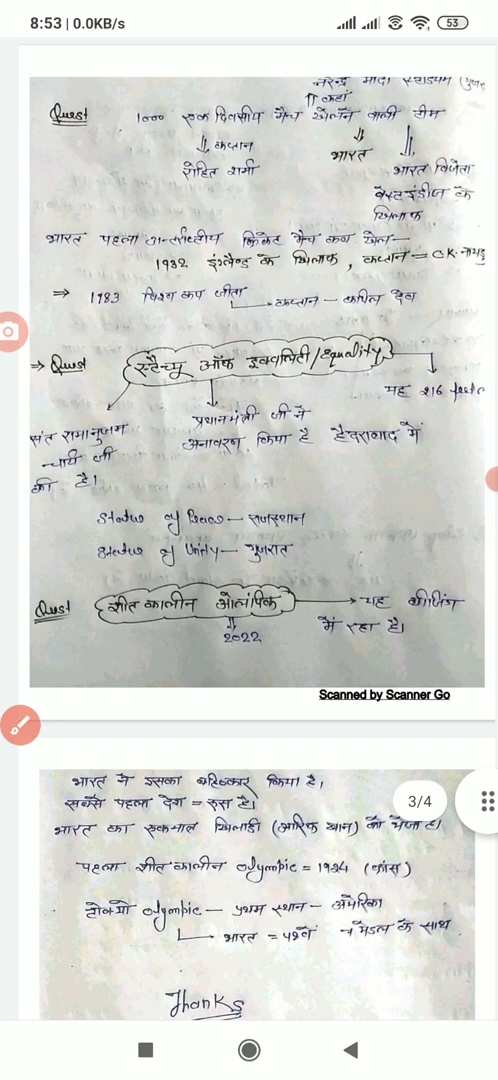 8:53 | 0.0KB/s
53
नरेन्द्र मोदी स्टेडियम
कहां
Quest 1000 एक दिवसीय मैच खेलने वाली टीम
कप्तान
रोहित शर्मा
भारत
भारत विजेता
वेस्टइंडीज के
खिलाफ
भारत पहला अन्तर्राष्ट्रीय क्रिकेट मैच कब खेला-
1932 इंग्लैण्ड के खिलाफ, कप्तान = C.K. नायडू
⇒ 1983 विश्व कप जीता
कप्तान - कपिल देव
⇒ Quest स्टैच्यू ऑफ इक्वलिटी/Equality
यह 216 feet
संत रामानुजम
चार्य जी
की है।
प्रधानमंत्री जी ने
अनावरण किया है हैदराबाद में
Statue of Peace - राजस्थान
Statue of Unity - गुजरात
Quest शीतकालीन ओलंपिक → यह बीजिंग
में रहा है।
2022
Scanned by Scanner Go
भारत ने इसका बहिष्कार किया है,
सबसे पहला देश = रूस है।
भारत का एकमात्र खिलाडी (आरिफ खान) को भेजा है।
3/4
पहला शीत कालीन olympic = 1924 (फ्रांस)
टोक्यो olympic - प्रथम स्थान - अमेरिका
भारत = 48वें 7 मैडल के साथ
Thanks